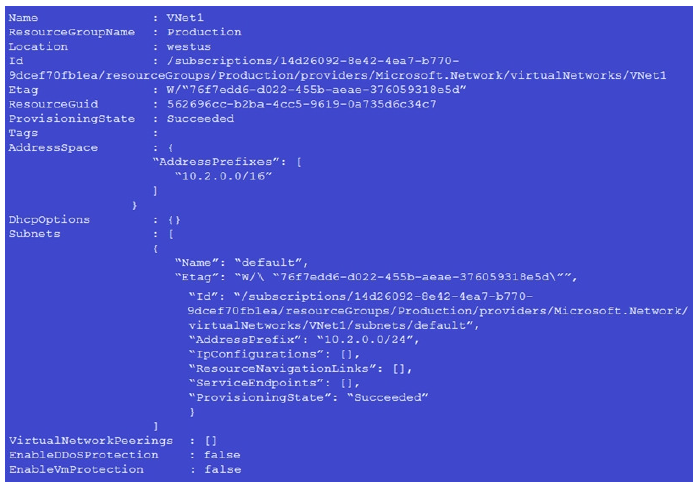 Name : VNet1
ResourceGroupName : Production
Location : westus
Id : /subscriptions/14d26092-8e42-4ea7-b770-
9dcef70fb1ea/resourceGroups/Production/providers/Microsoft.Network/virtualNetworks/VNet1
Etag : W/“76f7edd6-d022-455b-aeae-376059318e5d”
ResourceGuid : 562696cc-b2ba-4cc5-9619-0a735d6c34c7
ProvisioningState : Succeeded
Tags :
AddressSpace : {
“AddressPrefixes”: [
“10.2.0.0/16”
]
}
DhcpOptions : {}
Subnets : [
{
“Name”: “default”,
“Etag”: “W/\ “76f7edd6-d022-455b-aeae-376059318e5d\””,
“Id”: “/subscriptions/14d26092-8e42-4ea7-b770-
9dcef70fb1ea/resourceGroups/Production/providers/Microsoft.Network/
virtualNetworks/VNet1/subnets/default”,
“AddressPrefix”: “10.2.0.0/24”,
“IpConfigurations”: [],
“ResourceNavigationLinks”: [],
“ServiceEndpoints”: [],
“ProvisioningState”: “Succeeded”
}
]
VirtualNetworkPeerings : []
EnableDDoSProtection : false
EnableVmProtection : false